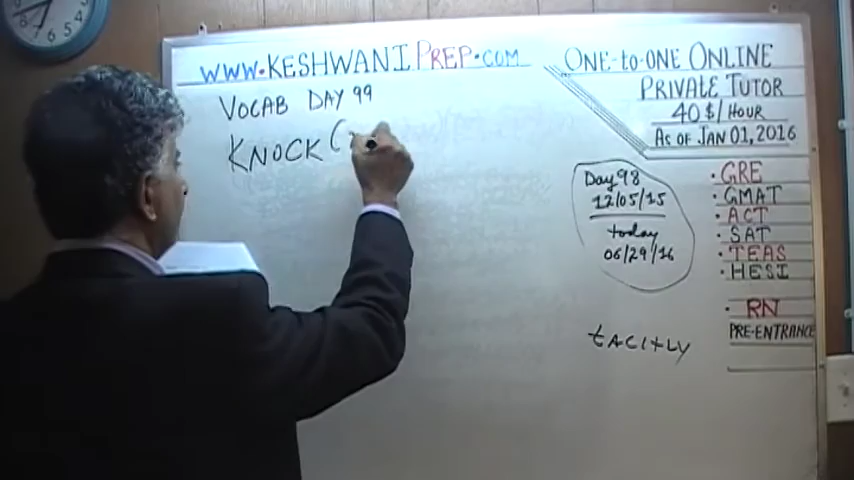 WWW.KESHWANIPREP.COM
VOCAB DAY 99
KNOCK (
ONE-to-ONE ONLINE
PRIVATE TUTOR
40 $/HOUR
AS OF JAN 01, 2016
Day 98
12/05/15
today
06/29/16
tACItLy
• GRE
• GMAT
• ACT
• SAT
• TEAS
• HESI
• RN
PRE-ENTRANCE